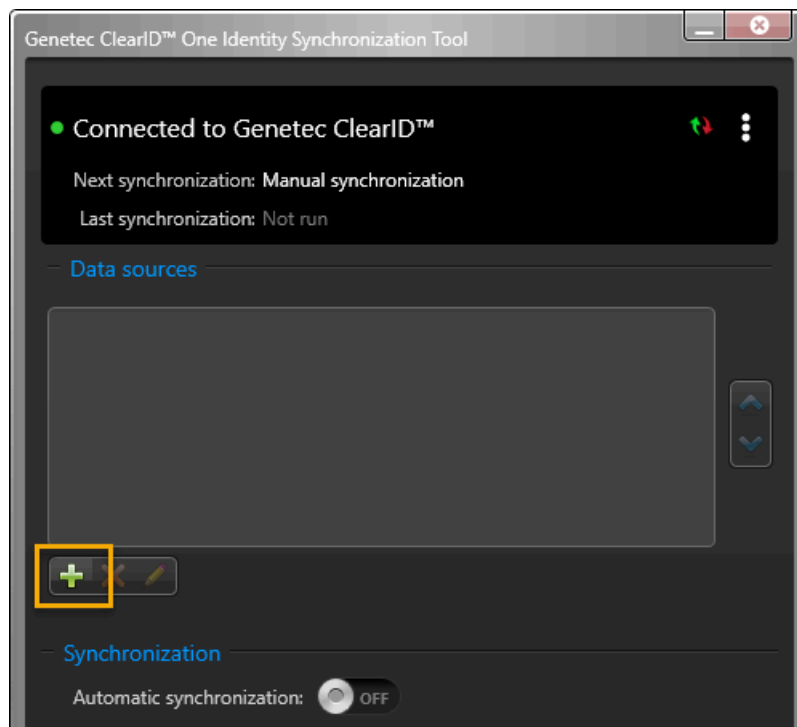 Genetec ClearID™ One Identity Synchronization Tool
Connected to Genetec ClearID™
Next synchronization: Manual synchronization
Last synchronization: Not run
Data sources
Synchronization
Automatic synchronization: OFF